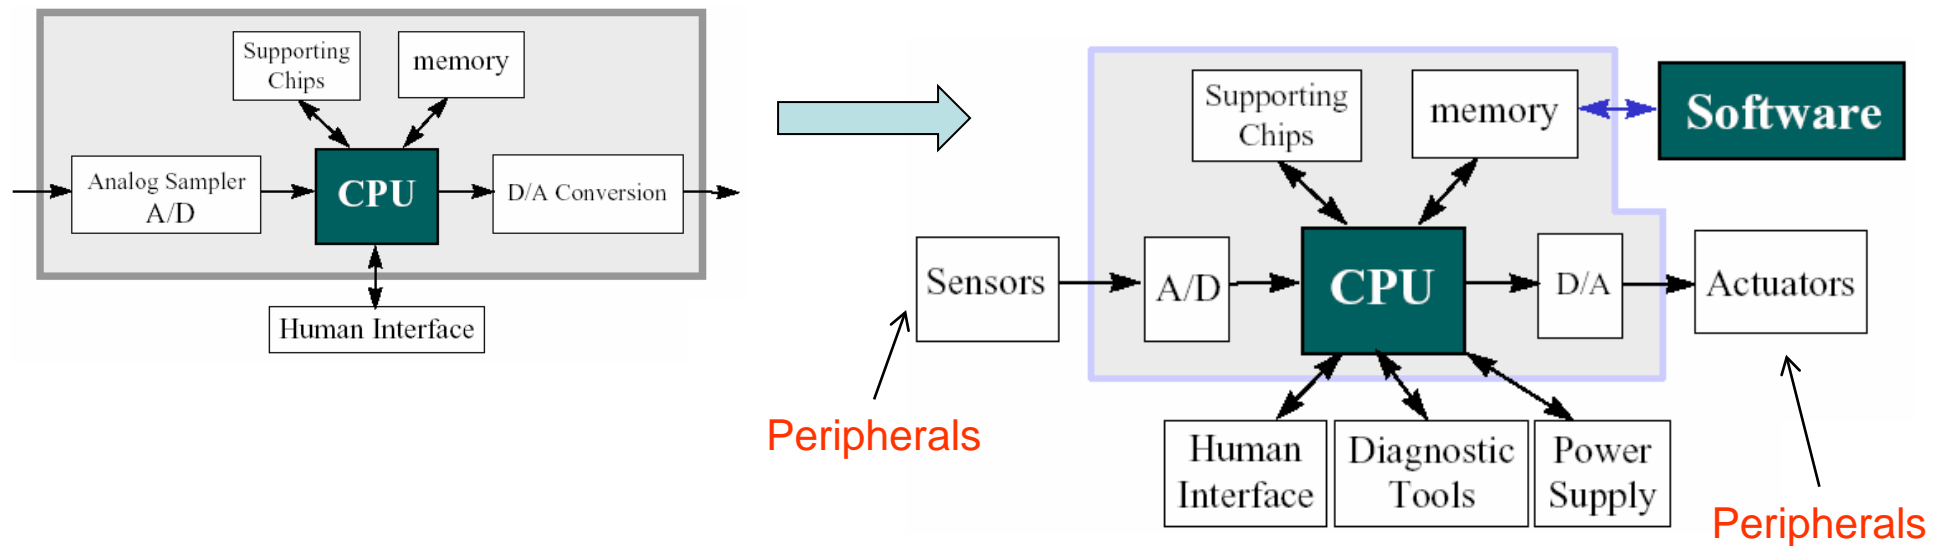 Supporting
Chips
memory
Analog Sampler
A/D
CPU
D/A Conversion
Human Interface
Supporting
Chips
memory
Software
Sensors
A/D
CPU
D/A
Actuators
Peripherals
Human
Interface
Diagnostic
Tools
Power
Supply
Peripherals